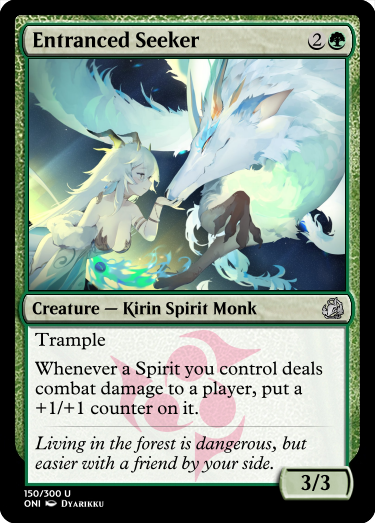 Entranced Seeker 2
Creature — Kirin Spirit Monk
Trample
Whenever a Spirit you control deals
combat damage to a player, put a
+1/+1 counter on it.
Living in the forest is dangerous, but
easier with a friend by your side.
3/3
150/300 U
ONI Dyarikku